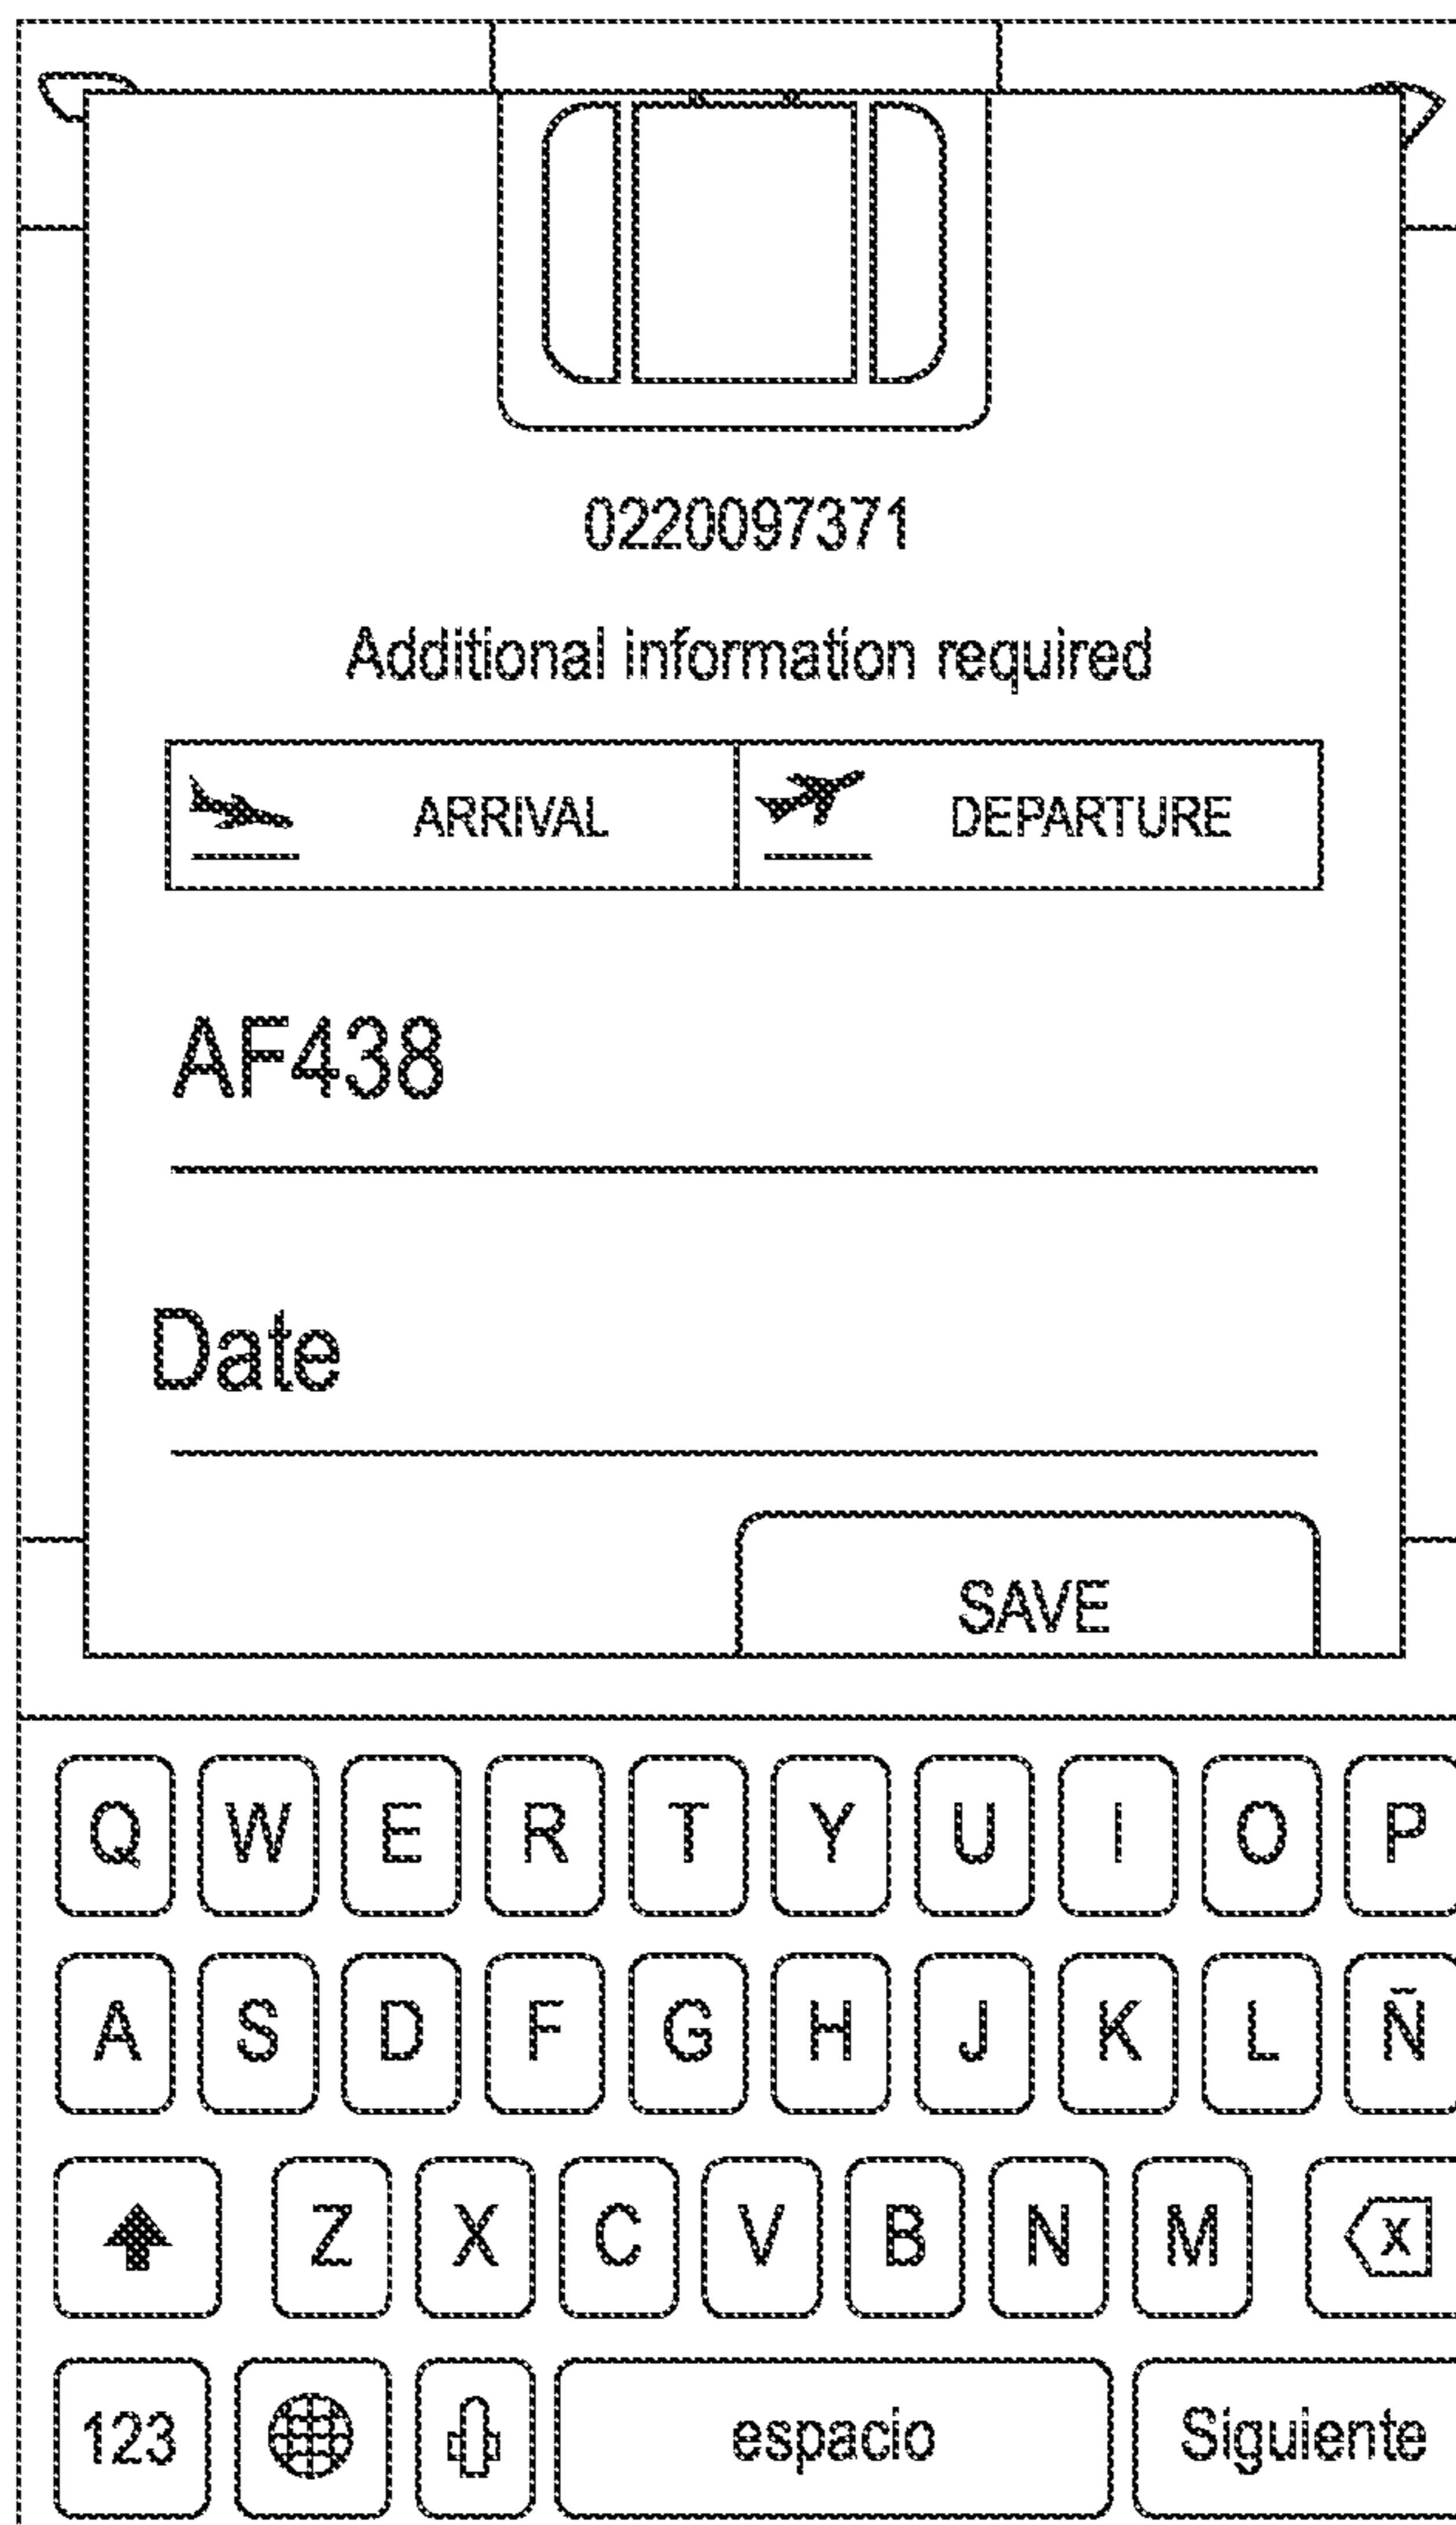 0220097371
Additional information required
ARRIVAL DEPARTURE
AF438
Date
SAVE
Q W E R T Y U I O P
A S D F G H J K L Ñ
Z X C V B N M X
123 espacio Siguiente